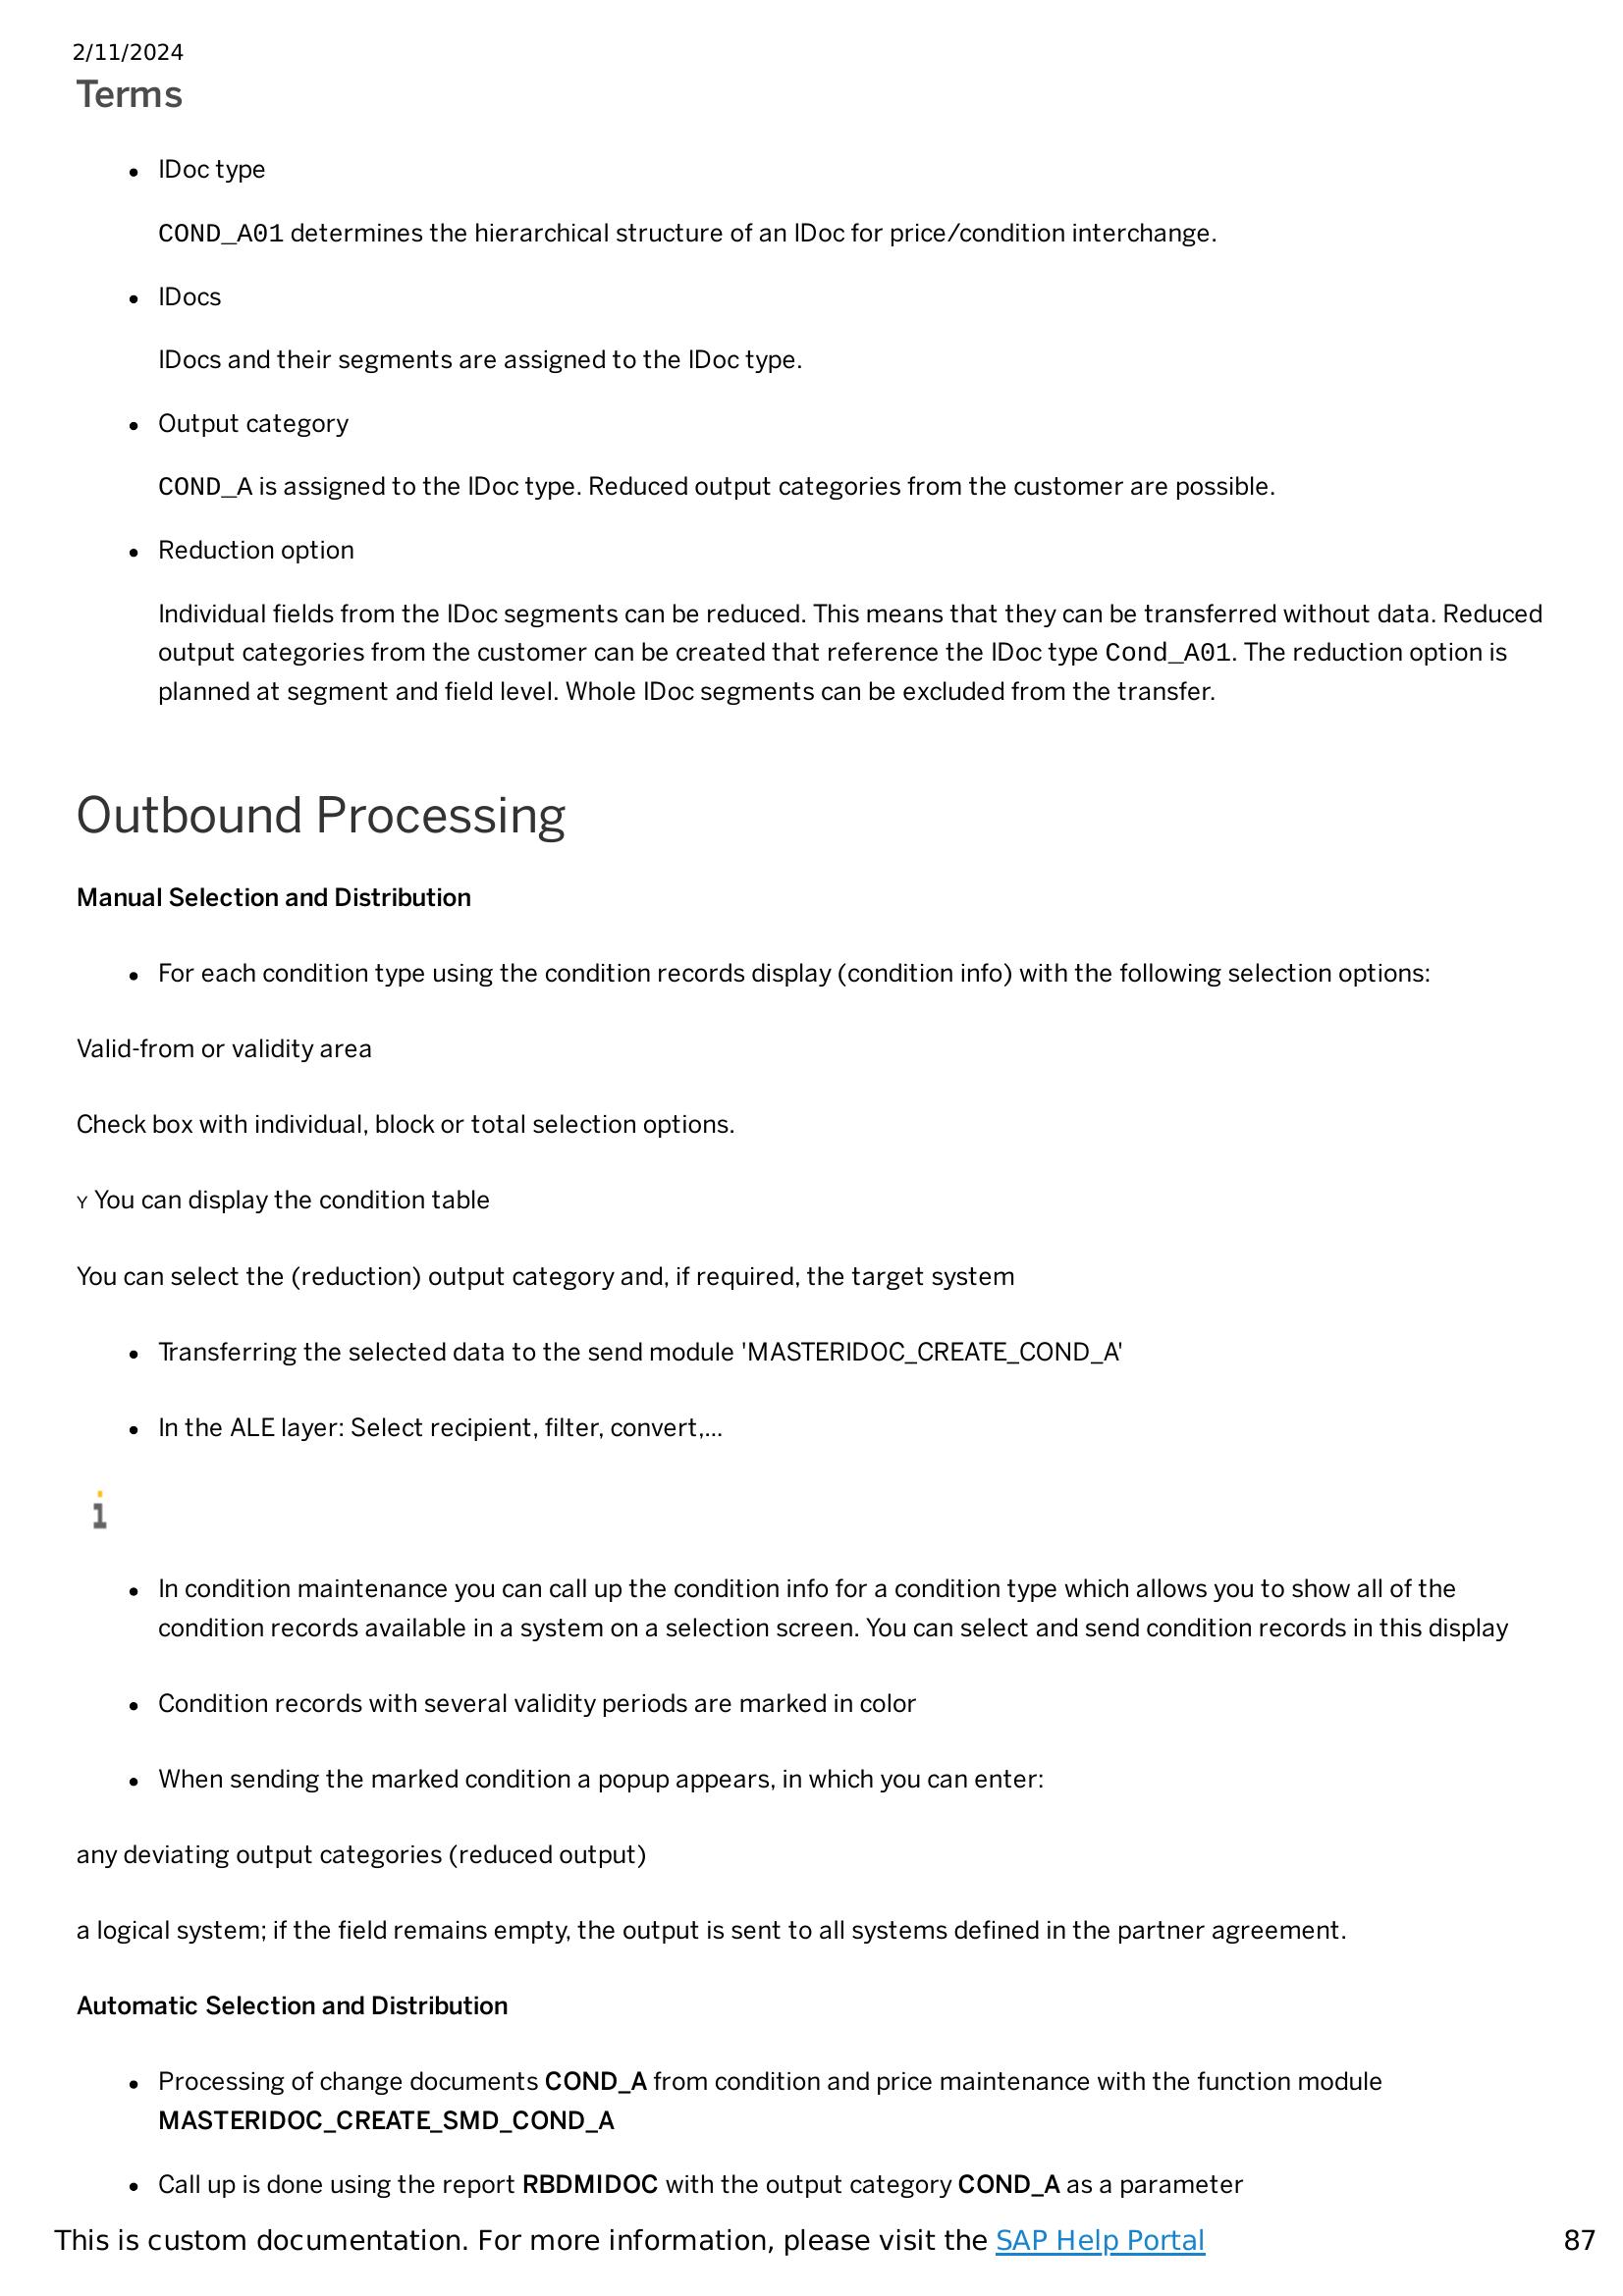 2/11/2024
Terms
• IDoc type
COND_A01 determines the hierarchical structure of an IDoc for price/condition interchange.
• IDocs
IDocs and their segments are assigned to the IDoc type.
• Output category
COND_A is assigned to the IDoc type. Reduced output categories from the customer are possible.
• Reduction option
Individual fields from the IDoc segments can be reduced. This means that they can be transferred without data. Reduced
output categories from the customer can be created that reference the IDoc type Cond_A01. The reduction option is
planned at segment and field level. Whole IDoc segments can be excluded from the transfer.
Outbound Processing
Manual Selection and Distribution
• For each condition type using the condition records display (condition info) with the following selection options:
Valid-from or validity area
Check box with individual, block or total selection options.
Y You can display the condition table
You can select the (reduction) output category and, if required, the target system
• Transferring the selected data to the send module 'MASTERIDOC_CREATE_COND_A'
• In the ALE layer: Select recipient, filter, convert,...
i
• In condition maintenance you can call up the condition info for a condition type which allows you to show all of the
condition records available in a system on a selection screen. You can select and send condition records in this display
• Condition records with several validity periods are marked in color
• When sending the marked condition a popup appears, in which you can enter:
any deviating output categories (reduced output)
a logical system; if the field remains empty, the output is sent to all systems defined in the partner agreement.
Automatic Selection and Distribution
• Processing of change documents COND_A from condition and price maintenance with the function module
MASTERIDOC_CREATE_SMD_COND_A
• Call up is done using the report RBDMIDOC with the output category COND_A as a parameter
This is custom documentation. For more information, please visit the SAP Help Portal 87